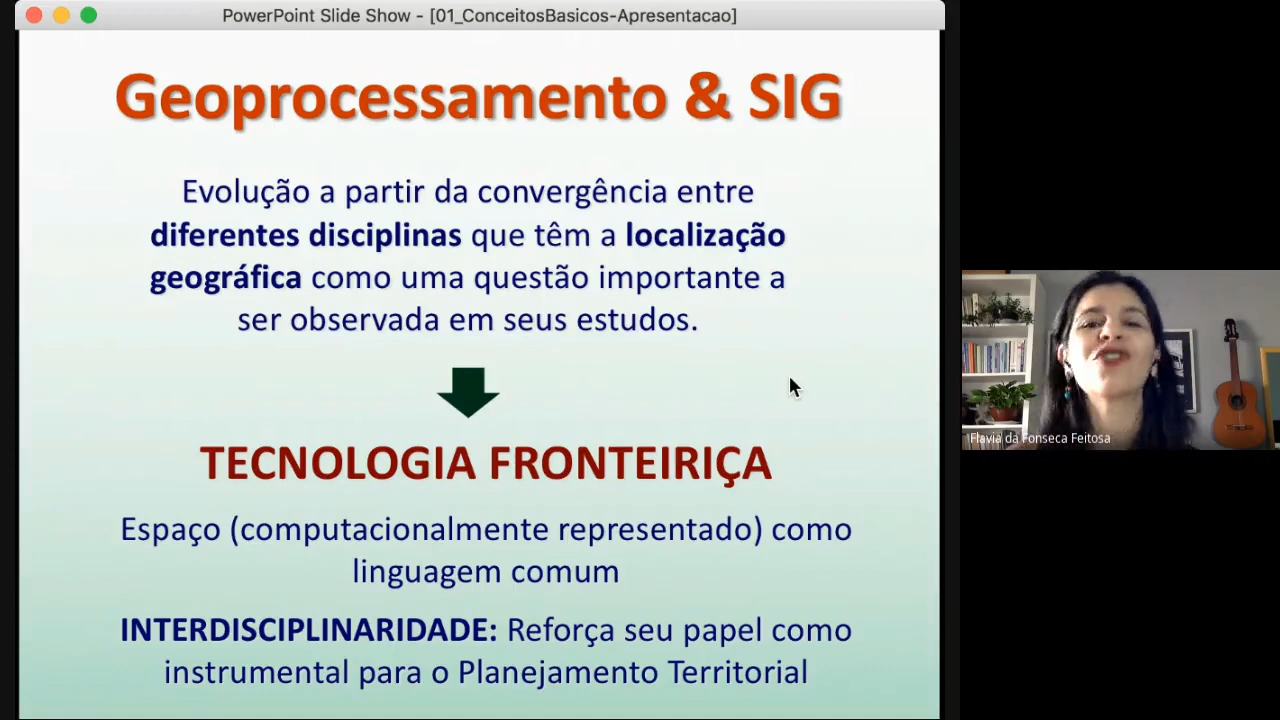 PowerPoint Slide Show - [01_ConceitosBasicos-Apresentacao]
Geoprocessamento & SIG
Evolução a partir da convergência entre
diferentes disciplinas que têm a localização
geográfica como uma questão importante a
ser observada em seus estudos.
TECNOLOGIA FRONTEIRIÇA
Espaço (computacionalmente representado) como
linguagem comum
INTERDISCIPLINARIDADE: Reforça seu papel como
instrumental para o Planejamento Territorial
Flavia da Fonseca Feitosa